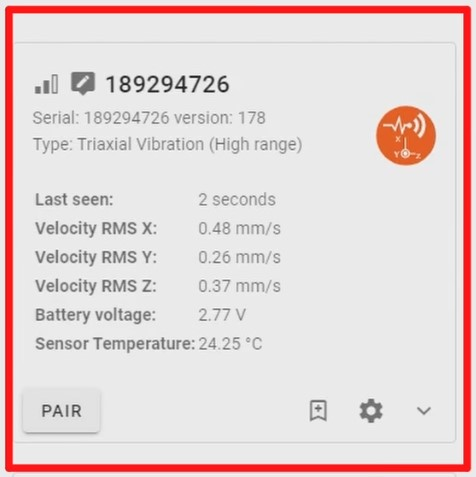 189294726
Serial: 189294726 version: 178
Type: Triaxial Vibration (High range)
X
Y Z
Last seen: 2 seconds
Velocity RMS X: 0.48 mm/s
Velocity RMS Y: 0.26 mm/s
Velocity RMS Z: 0.37 mm/s
Battery voltage: 2.77 V
Sensor Temperature: 24.25 °C
PAIR